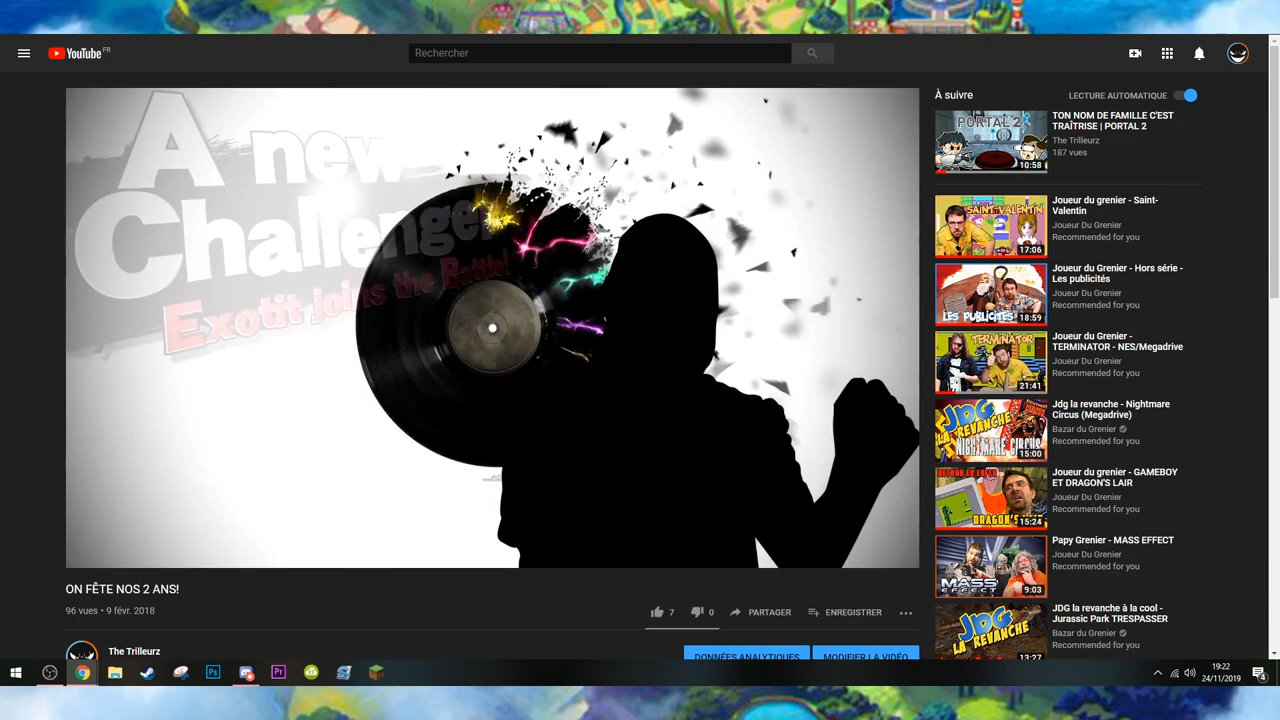 YouTube FR
Rechercher
A new
Challenger
Exotit joins the Battle!
ON FÊTE NOS 2 ANS!
96 vues • 9 févr. 2018
7
0
PARTAGER
ENREGISTRER
The Trilleurz
DONNÉES ANALYTIQUES
MODIFIER LA VIDÉO
À suivre
LECTURE AUTOMATIQUE
PORTAL 2
10:58
TON NOM DE FAMILLE C'EST
TRAÎTRISE | PORTAL 2
The Trilleurz
187 vues
SAINT-VALENTIN
17:06
Joueur du grenier - Saint-
Valentin
Joueur Du Grenier
Recommended for you
LES PUBLICITÉS
18:59
Joueur du Grenier - Hors série -
Les publicités
Joueur Du Grenier
Recommended for you
TERMINATOR
21:41
Joueur du Grenier -
TERMINATOR - NES/Megadrive
Joueur Du Grenier
Recommended for you
JDG
LA REVANCHE
NIGHTMARE CIRCUS
15:00
Jdg la revanche - Nightmare
Circus (Megadrive)
Bazar du Grenier
Recommended for you
RETOUR EN ENFER
DRAGON'S LAIR
15:24
Joueur du grenier - GAMEBOY
ET DRAGON'S LAIR
Joueur Du Grenier
Recommended for you
MASS
EFFECT
9:03
Papy Grenier - MASS EFFECT
Joueur Du Grenier
Recommended for you
JDG
LA REVANCHE
13:27
JDG la revanche à la cool -
Jurassic Park TRESPASSER
Bazar du Grenier
Recommended for you
Ps
Pr
19:22
24/11/2019
4